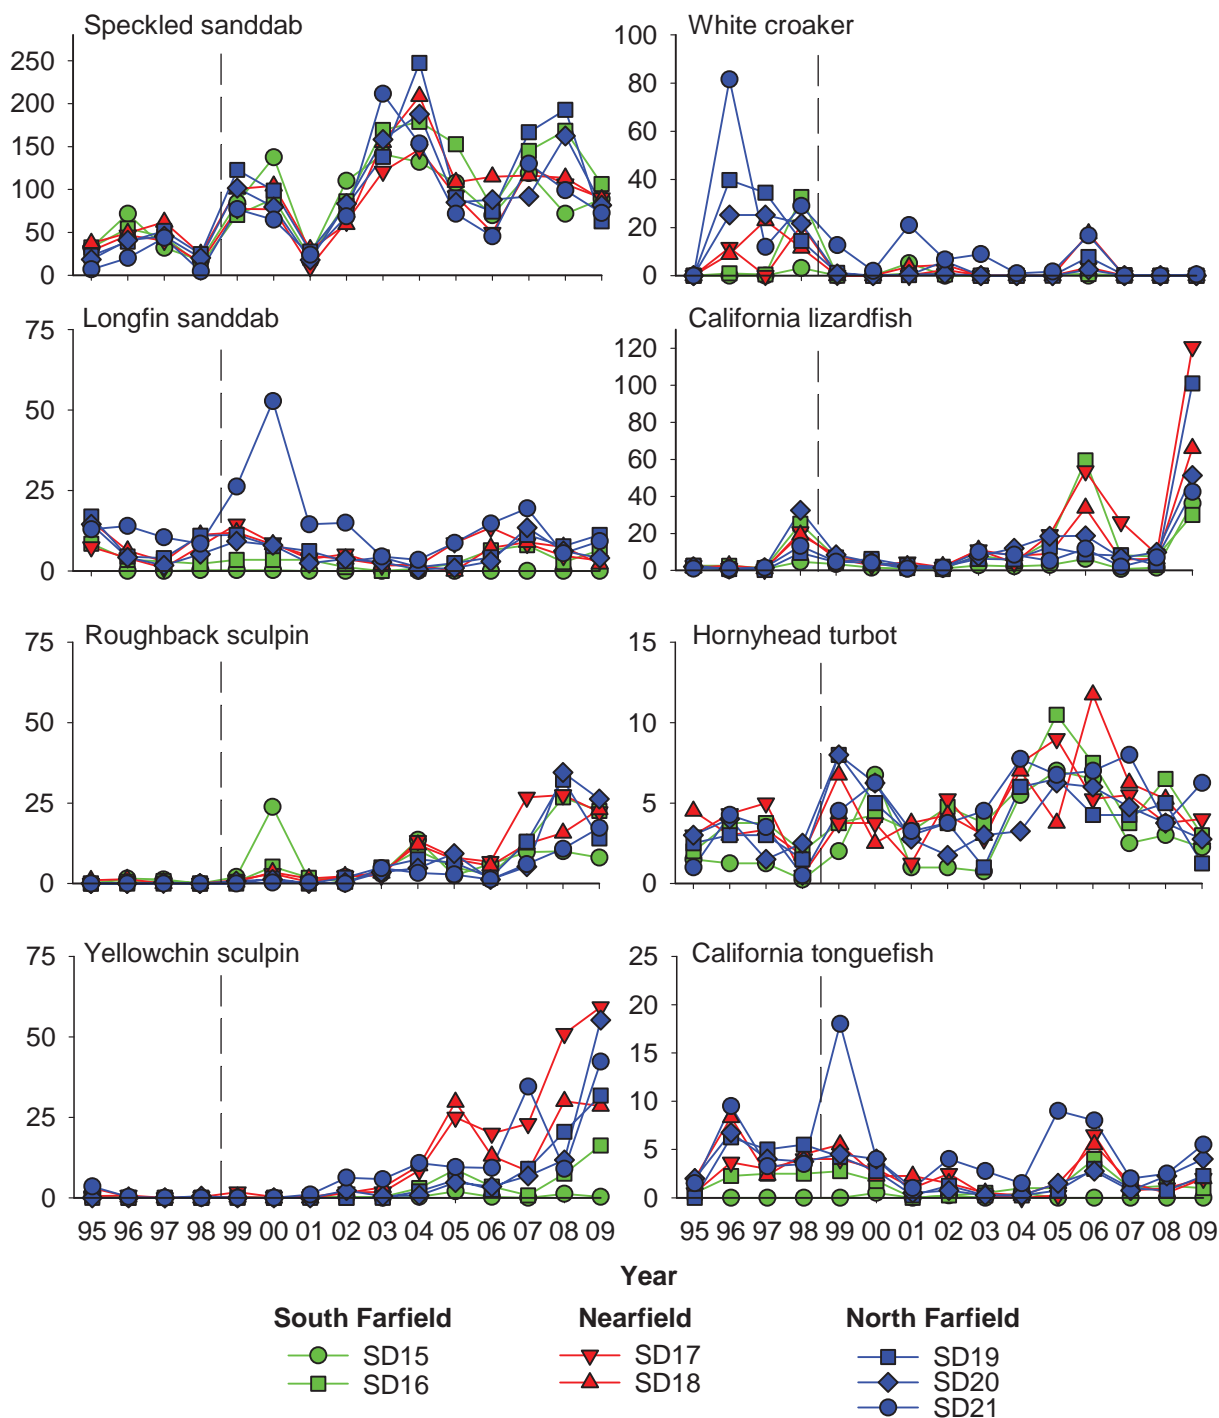 Speckled sanddab
250
200
150
100
50
0
White croaker
100
80
60
40
20
0
Longfin sanddab
75
50
25
0
California lizardfish
120
100
80
60
40
20
0
Roughback sculpin
75
50
25
0
Hornyhead turbot
15
10
5
0
Yellowchin sculpin
75
50
25
0
95 96 97 98 99 00 01 02 03 04 05 06 07 08 09
California tonguefish
25
20
15
10
5
0
95 96 97 98 99 00 01 02 03 04 05 06 07 08 09
Year
South Farfield
SD15
SD16
Nearfield
SD17
SD18
North Farfield
SD19
SD20
SD21